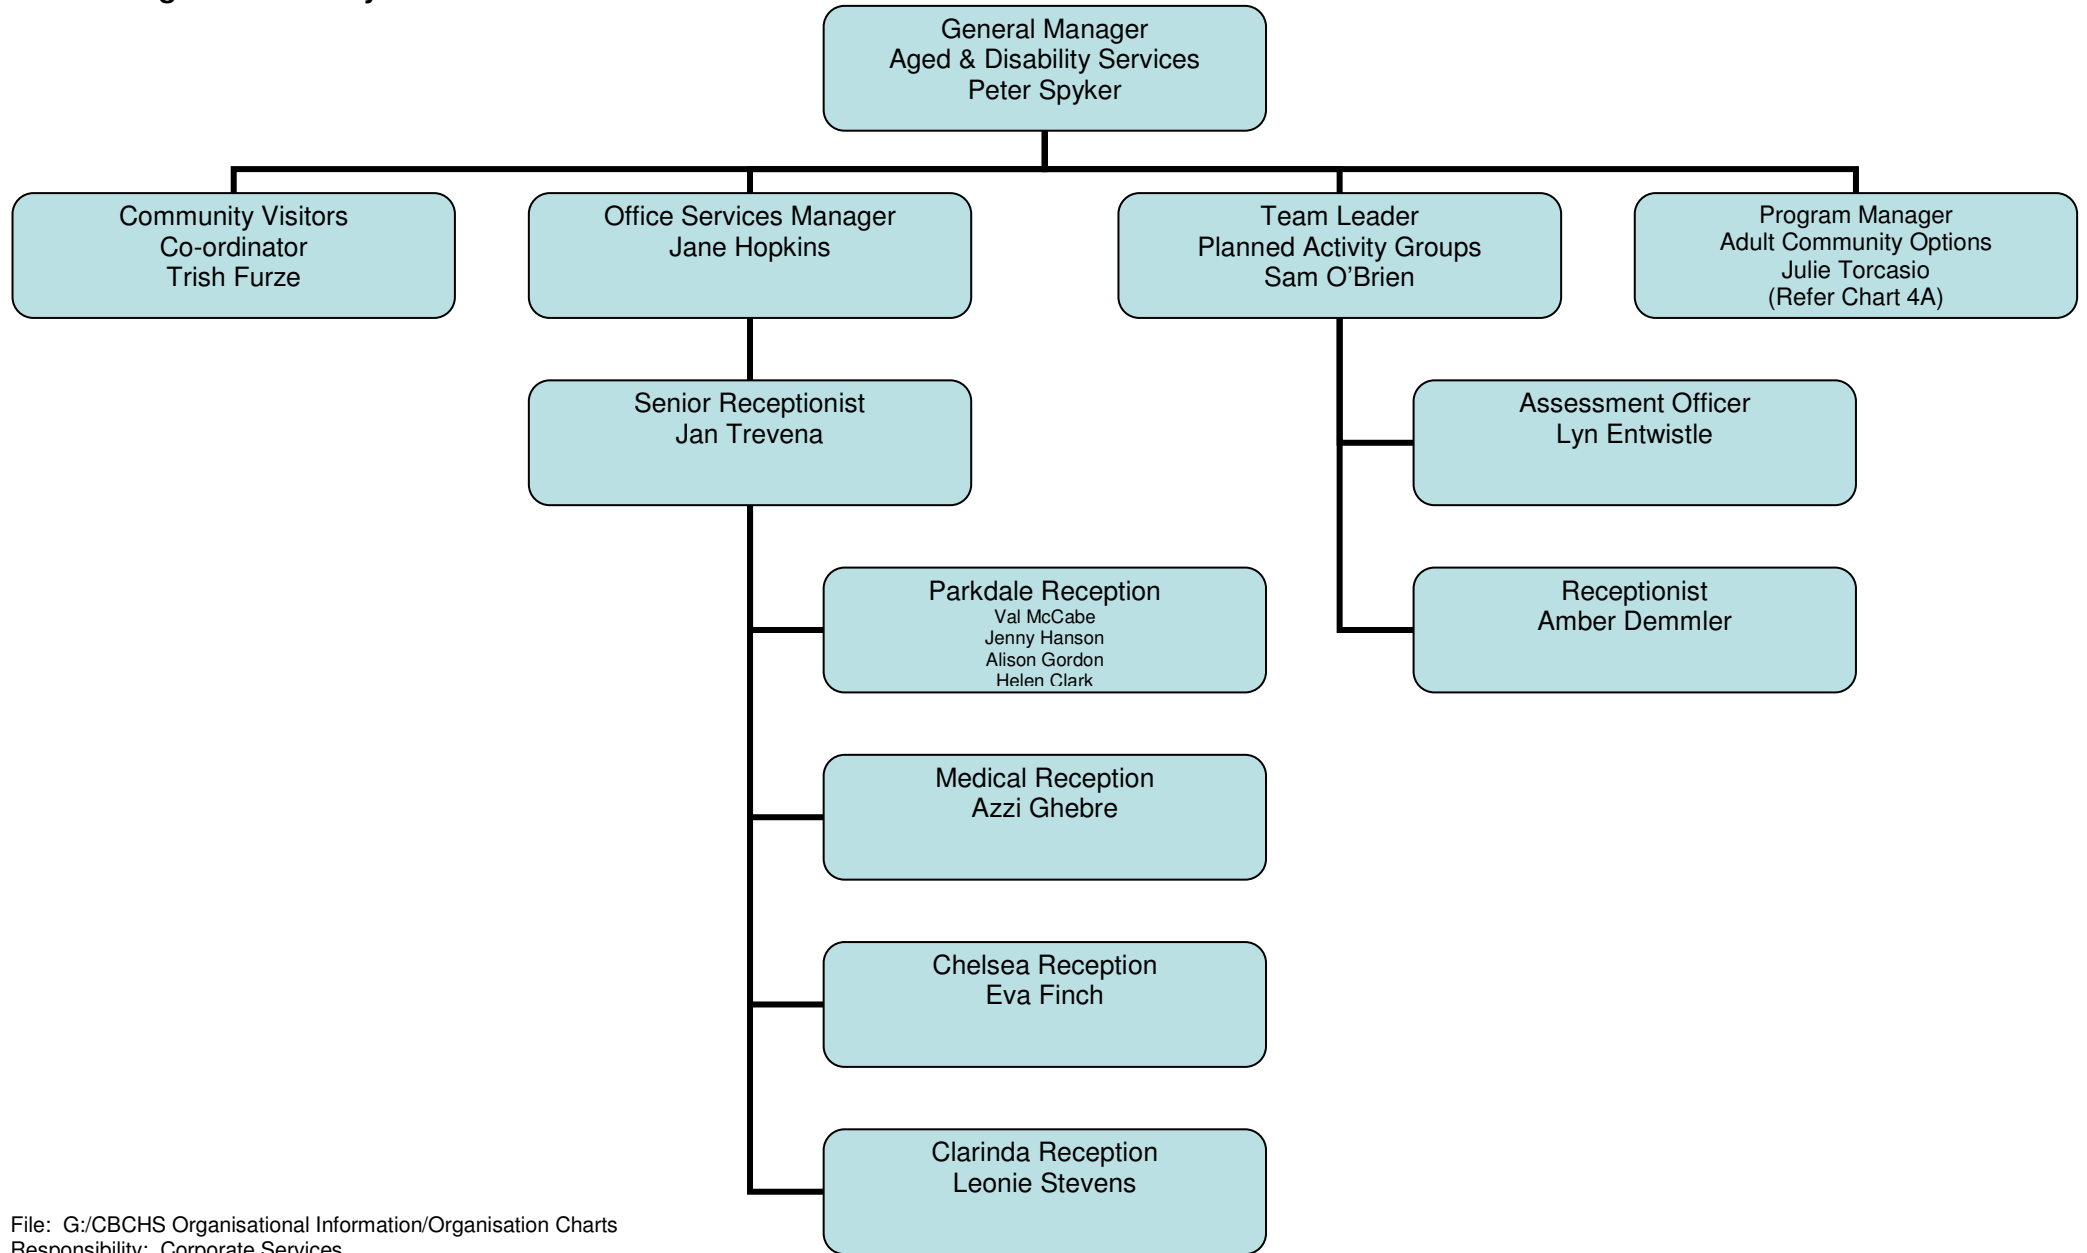 General Manager
Aged & Disability Services
Peter Spyker
Community Visitors
Co-ordinator
Trish Furze
Office Services Manager
Jane Hopkins
Team Leader
Planned Activity Groups
Sam O’Brien
Program Manager
Adult Community Options
Julie Torcasio
(Refer Chart 4A)
Senior Receptionist
Jan Trevena
Assessment Officer
Lyn Entwistle
Parkdale Reception
Val McCabe
Jenny Hanson
Alison Gordon
Helen Clark
Receptionist
Amber Demmler
Medical Reception
Azzi Ghebre
Chelsea Reception
Eva Finch
Clarinda Reception
Leonie Stevens
File: G:/CBCHS Organisational Information/Organisation Charts
Responsibility: Corporate Services